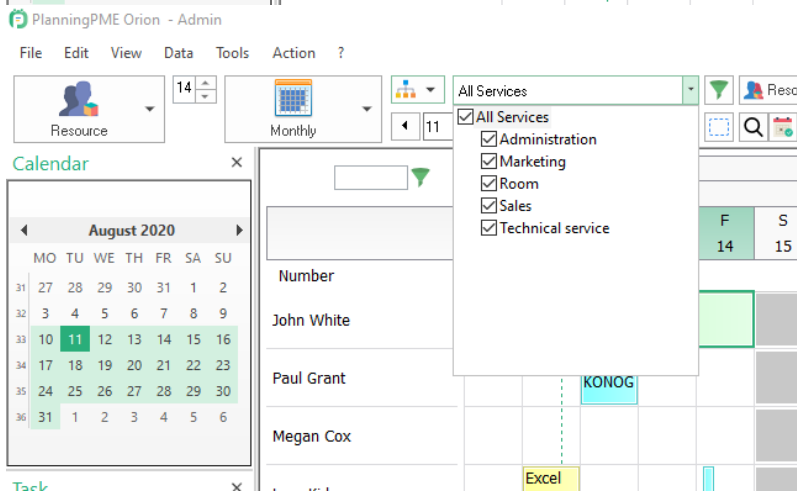 PlanningPME Orion - Admin
File Edit View Data Tools Action ?
14 All Services Reso
Resource Monthly 11
All Services
Administration
Marketing
Room
Sales
Technical service
Calendar
August 2020
MO TU WE TH FR SA SU
31 27 28 29 30 31 1 2
32 3 4 5 6 7 8 9
33 10 11 12 13 14 15 16
34 17 18 19 20 21 22 23
35 24 25 26 27 28 29 30
36 31 1 2 3 4 5 6
F S
14 15
Number
John White
Paul Grant
KONOG
Megan Cox
Excel
Task